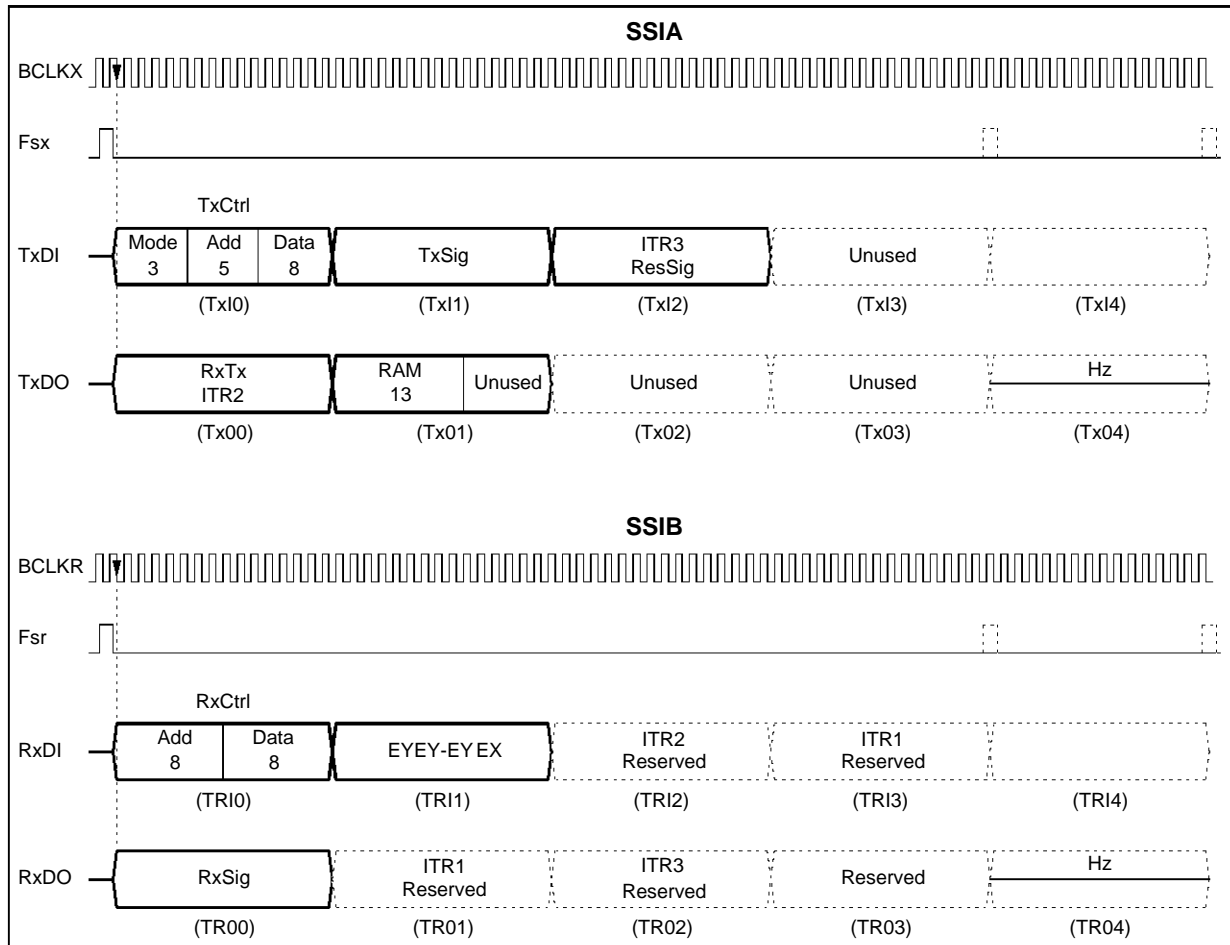 SSIA
BCLKX
Fsx
TxCtrl
TxDI
Mode 3
Add 5
Data 8
TxSig
ITR3
ResSig
Unused
(TxI0) (TxI1) (TxI2) (TxI3) (TxI4)
TxDO
RxTx
ITR2
RAM
13
Unused
Unused
Unused
Hz
(Tx00) (Tx01) (Tx02) (Tx03) (Tx04)
SSIB
BCLKR
Fsr
RxCtrl
RxDI
Add 8
Data 8
EYEY-EYEX
ITR2
Reserved
ITR1
Reserved
(TRI0) (TRI1) (TRI2) (TRI3) (TRI4)
RxDO
RxSig
ITR1
Reserved
ITR3
Reserved
Reserved
Hz
(TR00) (TR01) (TR02) (TR03) (TR04)